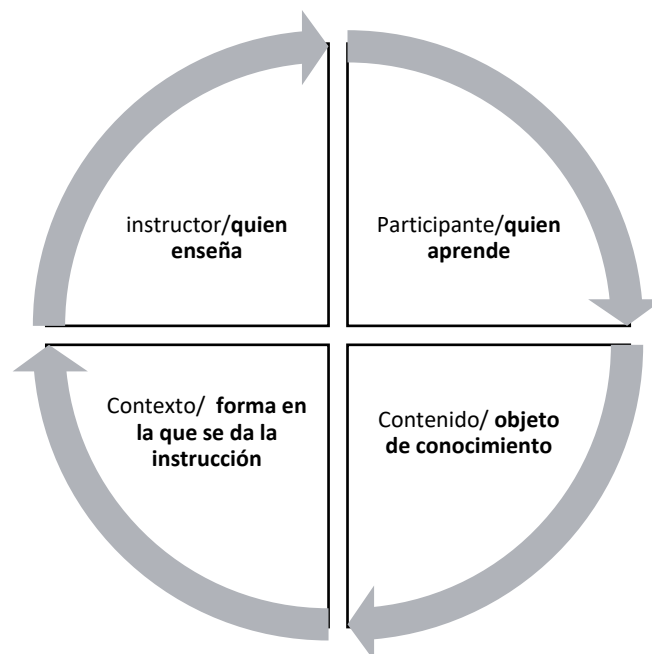 instructor/quien
enseña
Participante/quien
aprende
Contexto/ forma en
la que se da la
instrucción
Contenido/ objeto
de conocimiento